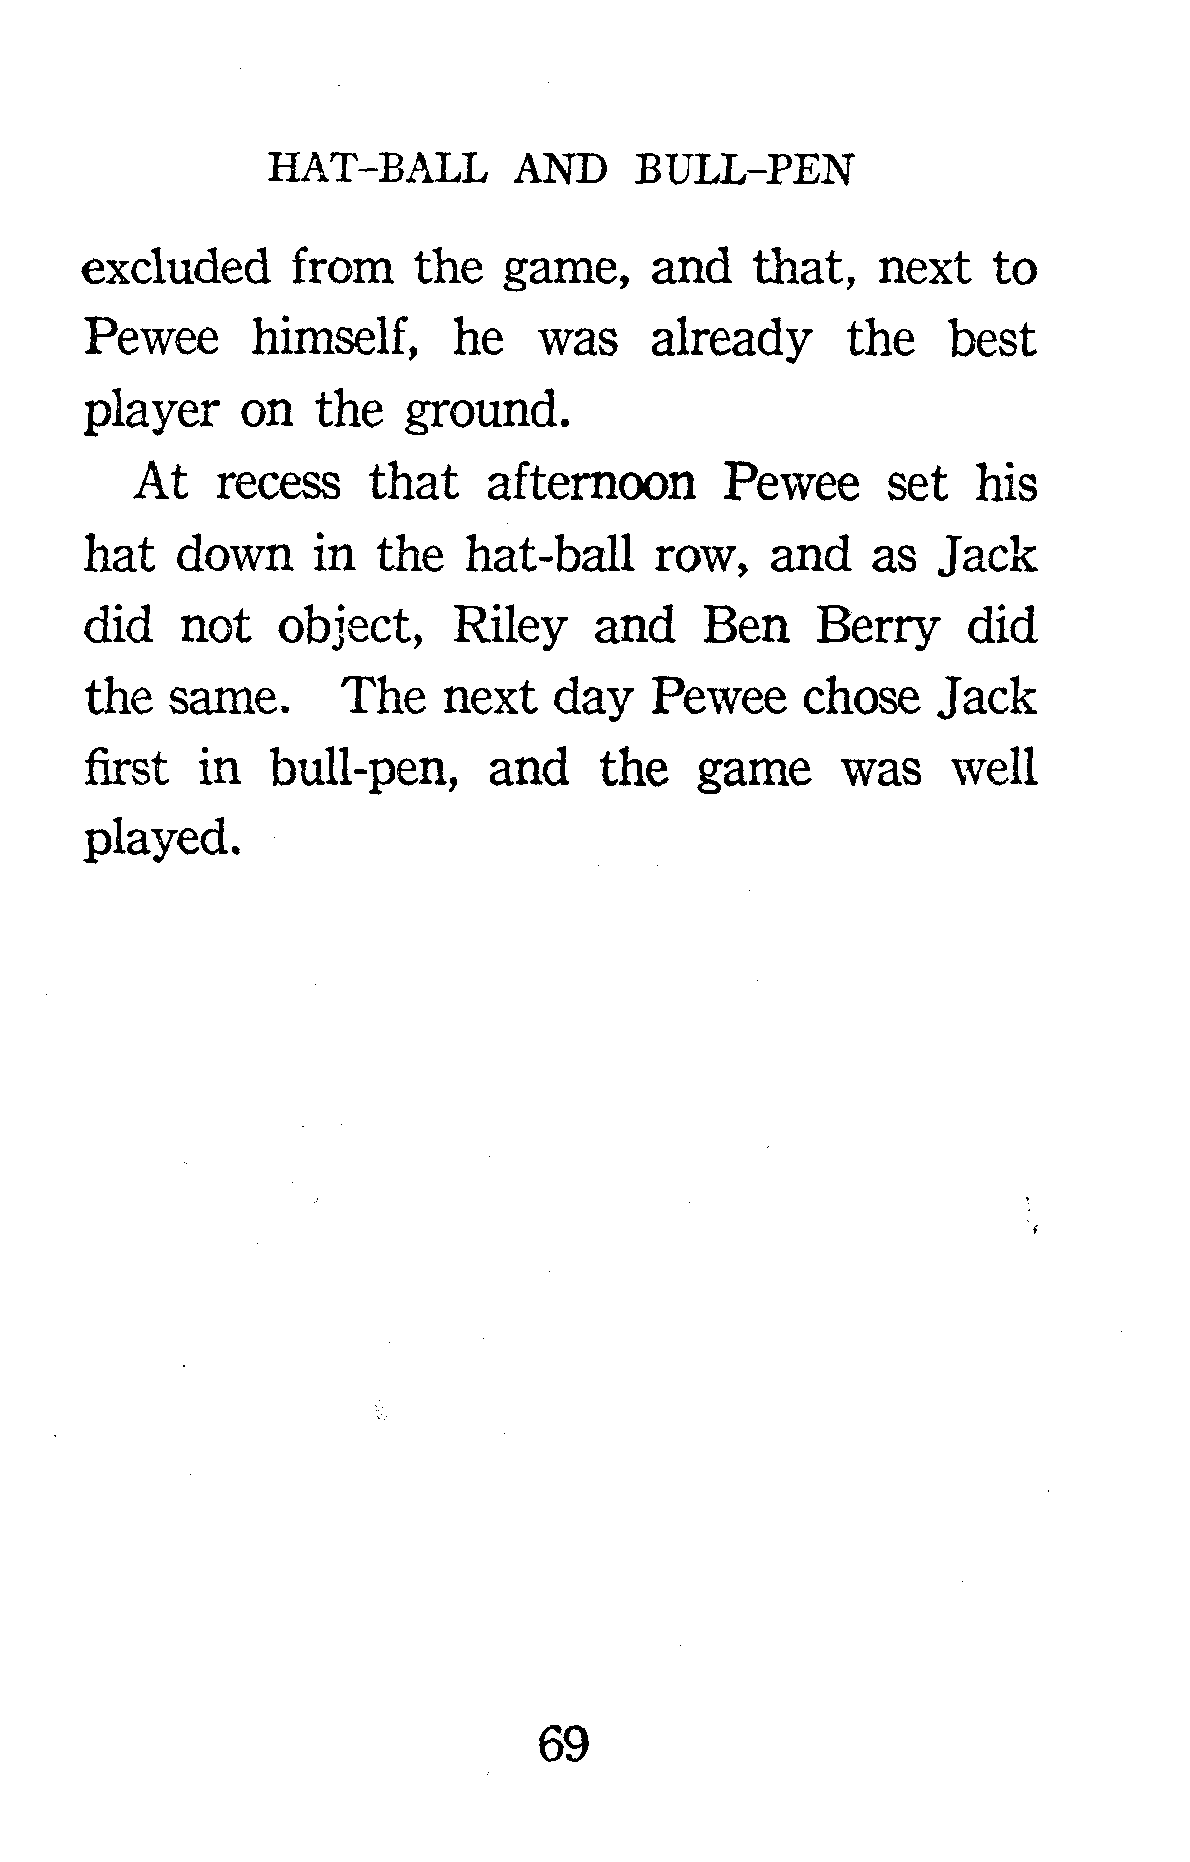 HAT-BALL AND BULL-PEN
excluded from the game, and that, next to
Pewee himself, he was already the best
player on the ground.
At recess that afternoon Pewee set his
hat down in the hat-ball row, and as Jack
did not object, Riley and Ben Berry did
the same. The next day Pewee chose Jack
first in bull-pen, and the game was well
played.
69